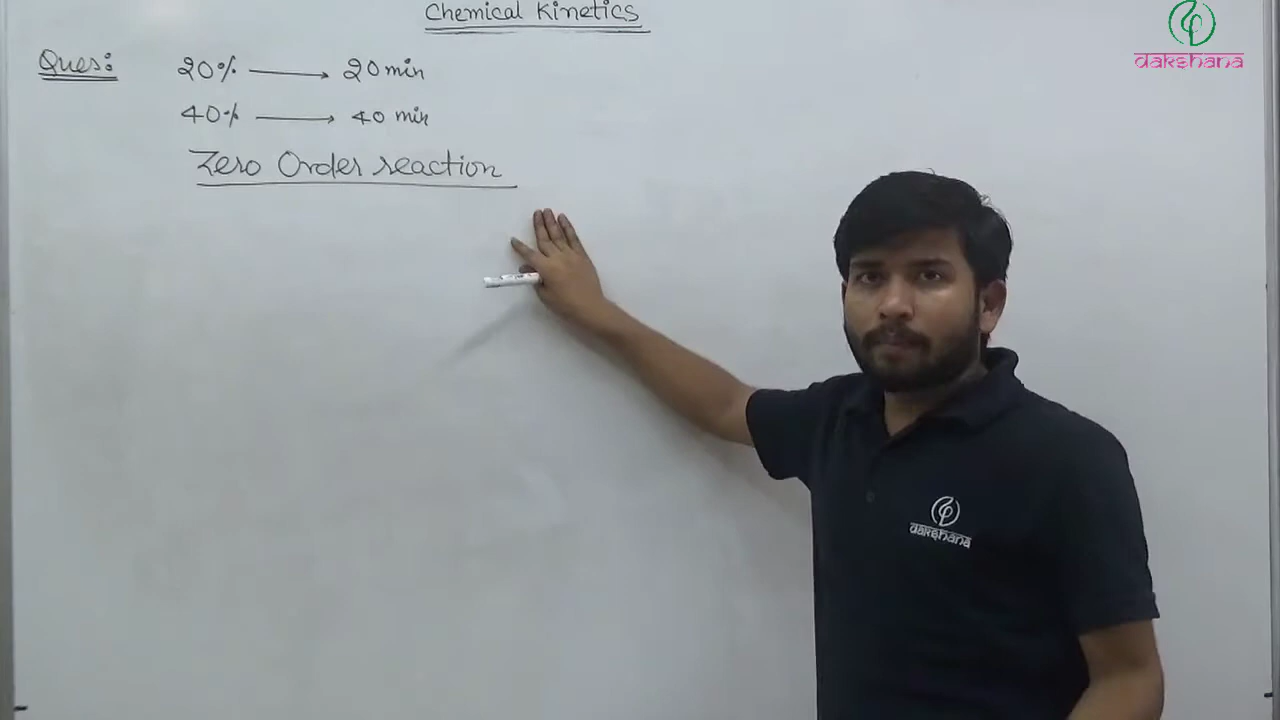 Chemical Kinetics
dakshana
Ques:
20% ⟶ 20 min
40% ⟶ 40 min
Zero Order reaction
dakshana